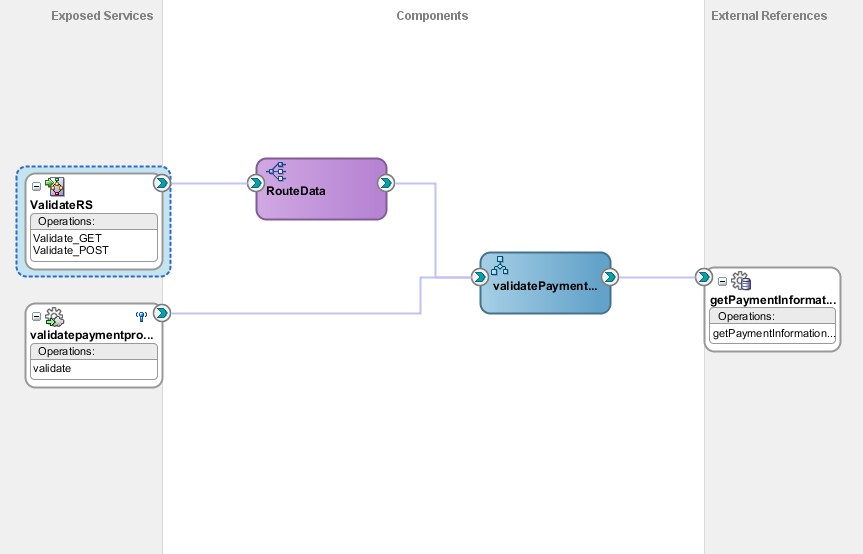 Exposed Services
Components
External References
ValidateRS
Operations:
Validate_GET
Validate_POST
RouteData
validatePayment...
validatepaymentpro...
Operations:
validate
getPaymentInformat...
Operations:
getPaymentInformation...